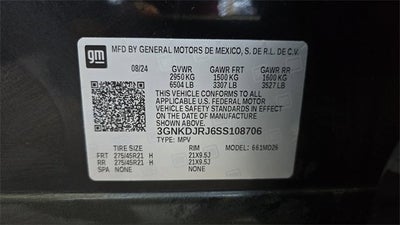 gm
MFD BY GENERAL MOTORS DE MEXICO, S. DE R.L. DE C.V.
08/24 GVWR GAWR FRT GAWR RR
2950 KG 1500 KG 1600 KG
6504 LB 3307 LB 3527 LB
THIS VEHICLE CONFORMS TO ALL
APPLICABLE U.S. FEDERAL MOTOR
VEHICLE SAFETY STANDARDS IN EFFECT
ON THE DATE OF MANUFACTURE SHOWN
ABOVE.
3GNKDJRJ6SS108706
TYPE: MPV
TIRE SIZE RIM MODEL: 661MD26
FRT 275/45R21 H 21X9.5J
RR 275/45R21 H 21X9.5J
SPA NONE NONE